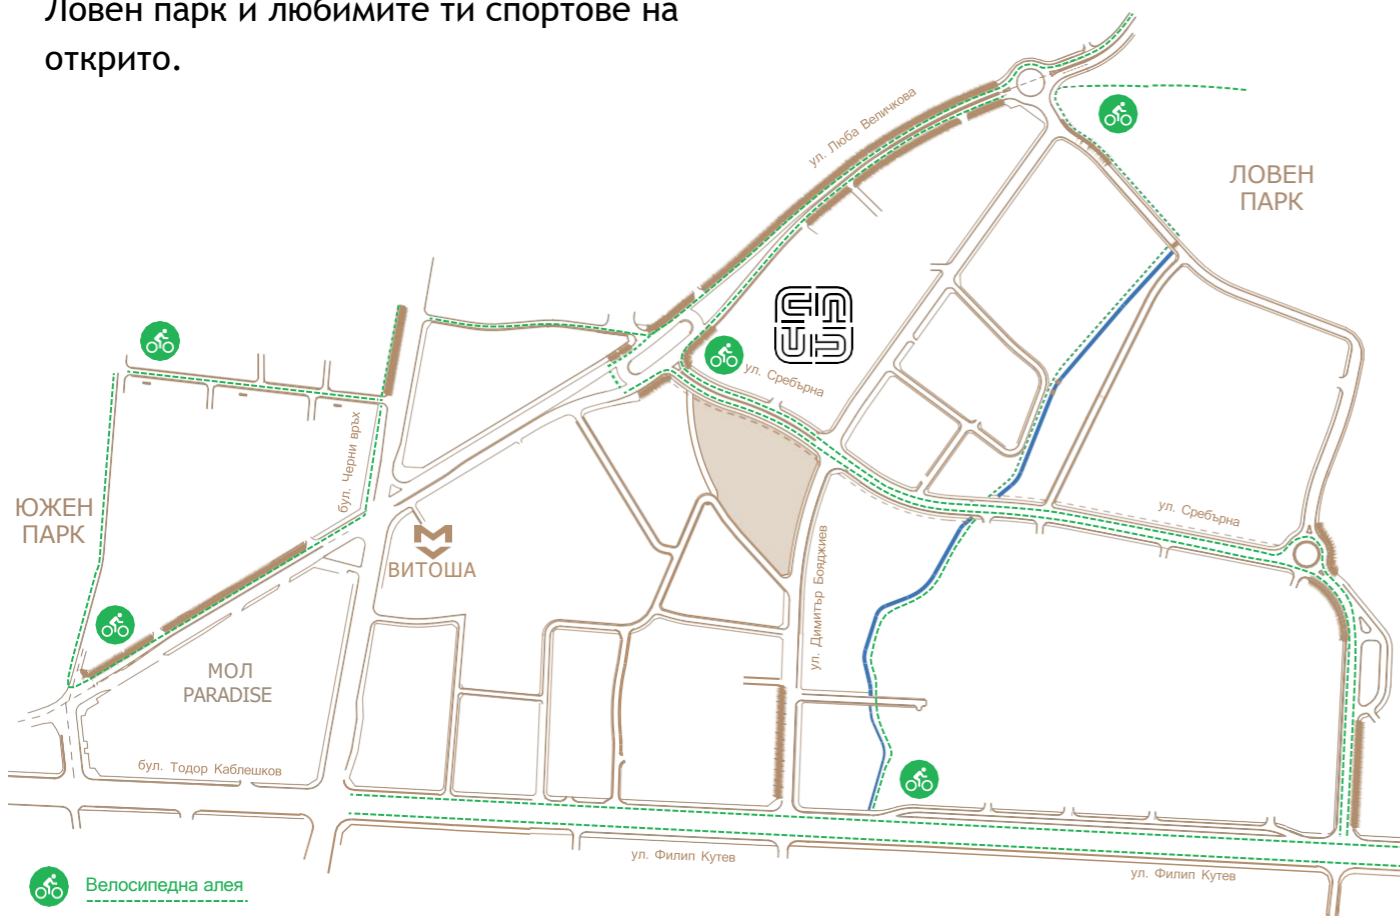 Ловен парк и любимите ти спортове на
открито.
ул. Люба Величкова
ЛОВЕН
ПАРК
ул. Сребърна
бул. Черни връх
ЮЖЕН
ПАРК
ВИТОША
ул. Сребърна
ул. Димитър Бояджиев
МОЛ
PARADISE
бул. Тодор Каблешков
ул. Филип Кутев
ул. Филип Кутев
Велосипедна алея